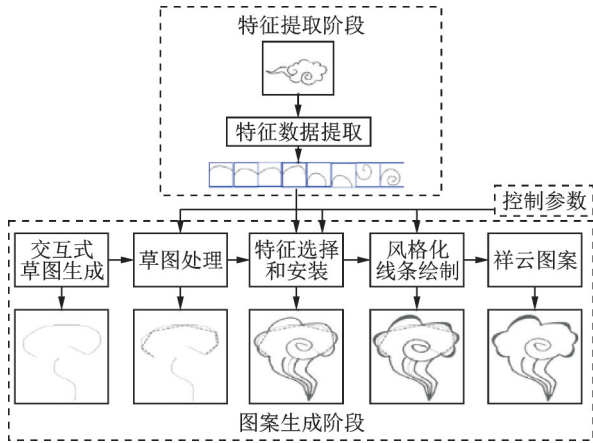 特征提取阶段
特征数据提取
控制参数
交互式
草图生成
草图处理
特征选择
和安装
风格化
线条绘制
祥云图案
图案生成阶段